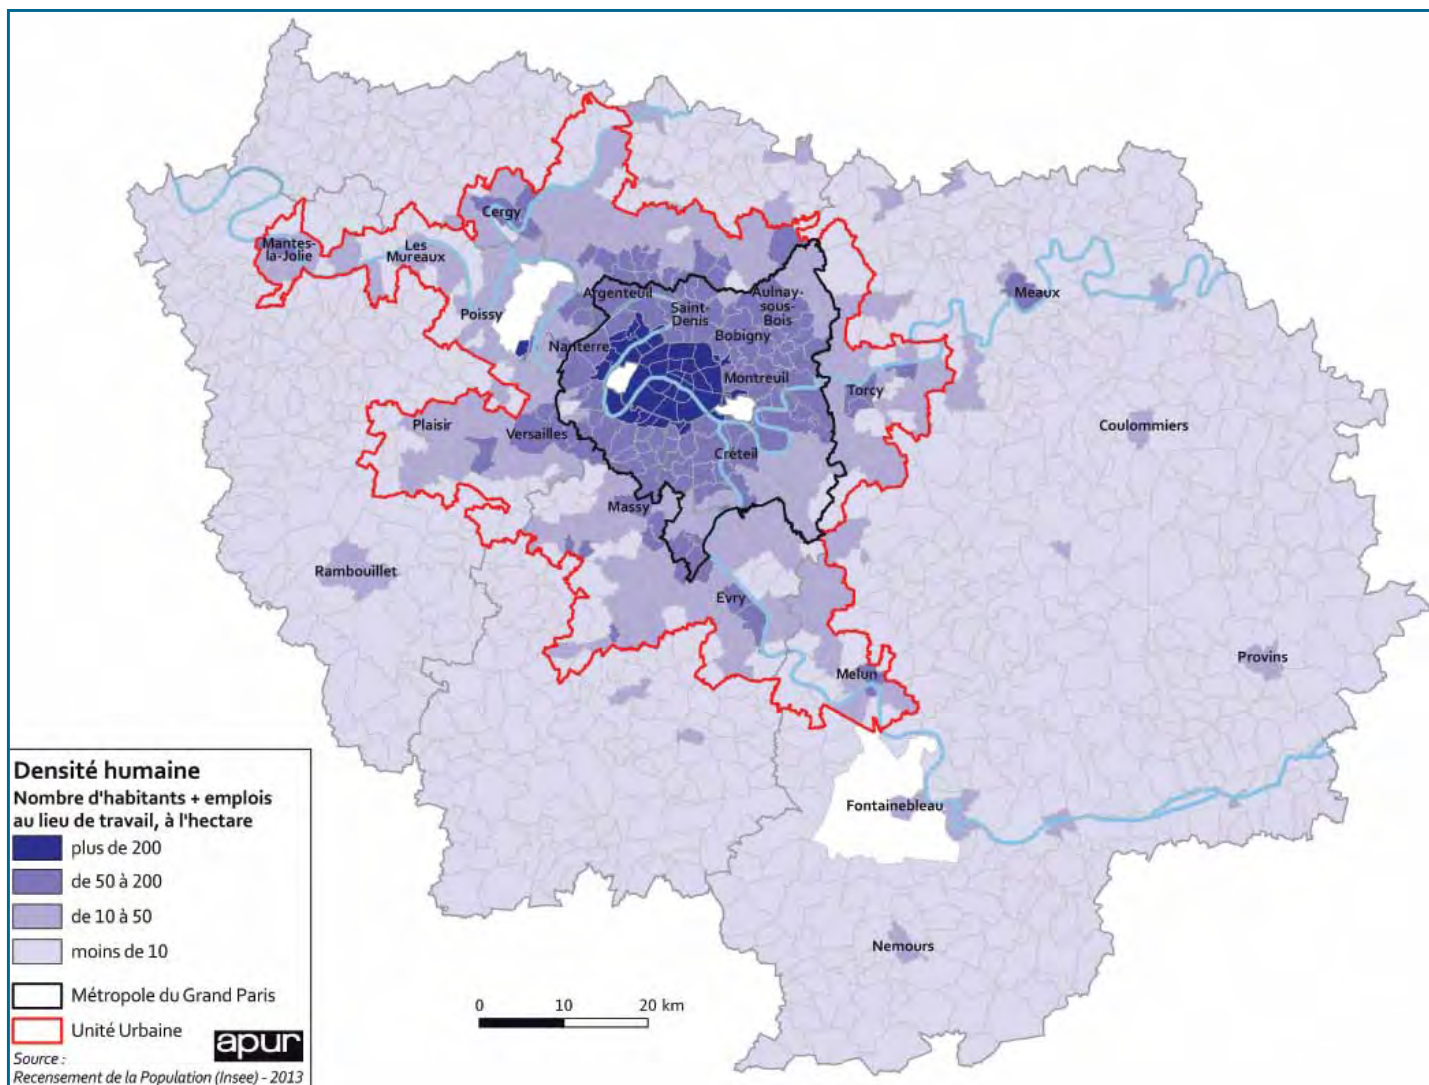 Cergy
Mantes-
la-Jolie
Les
Mureaux
Poissy
Argenteuil
Saint-
Denis
Aulnay-
sous-
Bois
Bobigny
Nanterre
Montreuil
Meaux
Torcy
Coulommiers
Plaisir
Versailles
Créteil
Massy
Rambouillet
Evry
Provins
Melun
Fontainebleau
Nemours
Densité humaine
Nombre d'habitants + emplois
au lieu de travail, à l'hectare
plus de 200
de 50 à 200
de 10 à 50
moins de 10
Métropole du Grand Paris
Unité Urbaine
apur
Source :
Recensement de la Population (Insee) - 2013
0 10 20 km